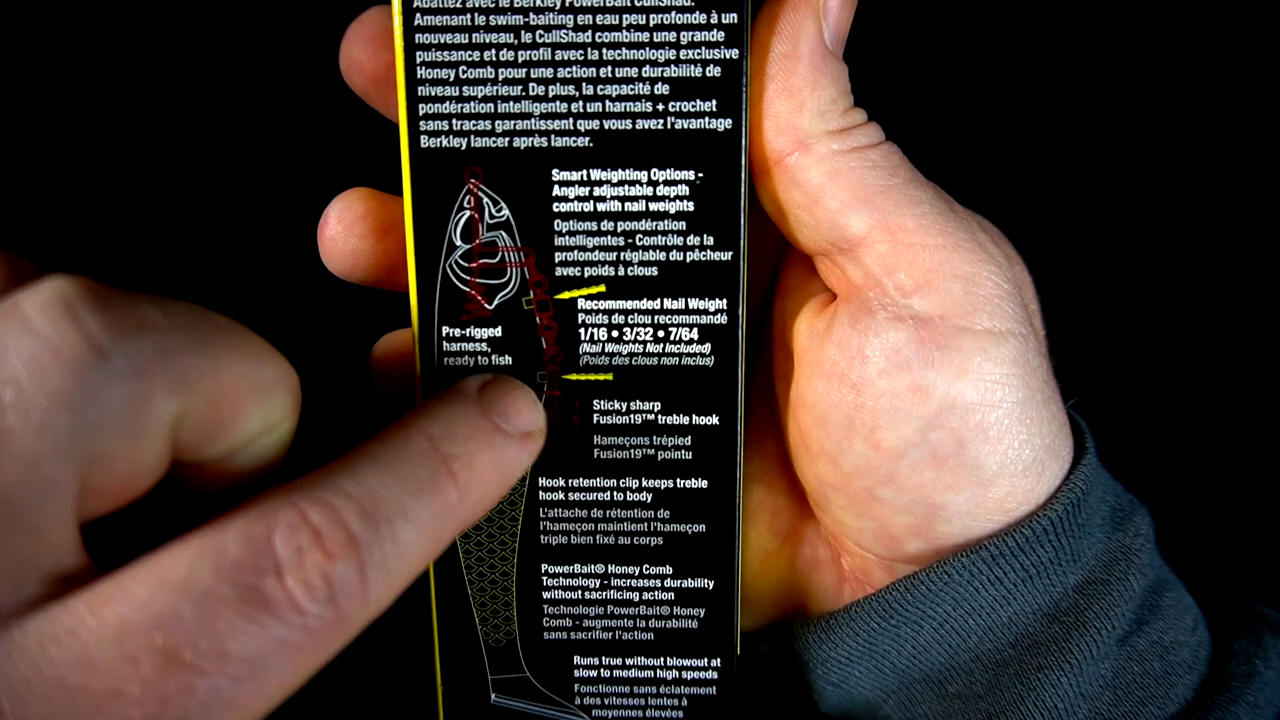 Abattez avec le Berkley PowerBait CullShad.
Amenant le swim-baiting en eau peu profonde à un
nouveau niveau, le CullShad combine une grande
puissance et de profil avec la technologie exclusive
Honey Comb pour une action et une durabilité de
niveau supérieur. De plus, la capacité de
pondération intelligente et un harnais + crochet
sans tracas garantissent que vous avez l'avantage
Berkley lancer après lancer.
Smart Weighting Options -
Angler adjustable depth
control with nail weights
Options de pondération
intelligentes - Contrôle de la
profondeur réglable du pêcheur
avec poids à clous
Recommended Nail Weight
Poids de clou recommandé
1/16 • 3/32 • 7/64
(Nail Weights Not Included)
(Poids des clous non inclus)
Pre-rigged
harness,
ready to fish
Sticky sharp
Fusion19™ treble hook
Hameçons trépied
Fusion19™ pointu
Hook retention clip keeps treble
hook secured to body
L'attache de rétention de
l'hameçon maintient l'hameçon
triple bien fixé au corps
PowerBait® Honey Comb
Technology - increases durability
without sacrificing action
Technologie PowerBait® Honey
Comb - augmente la durabilité
sans sacrifier l'action
Runs true without blowout at
slow to medium high speeds
Fonctionne sans éclatement
à des vitesses lentes à
moyennes élevées